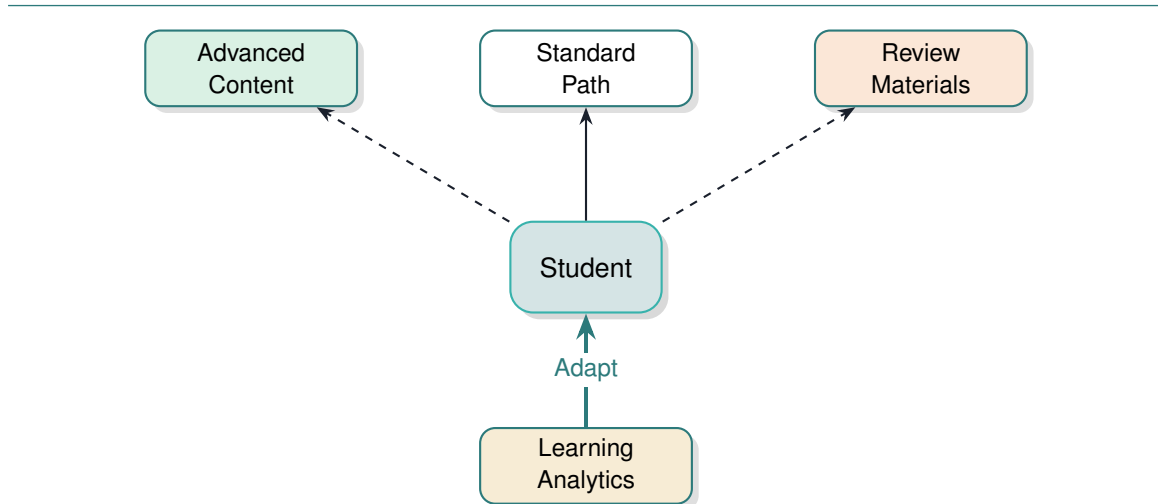 Advanced
Content
Standard
Path
Review
Materials
Student
Adapt
Learning
Analytics